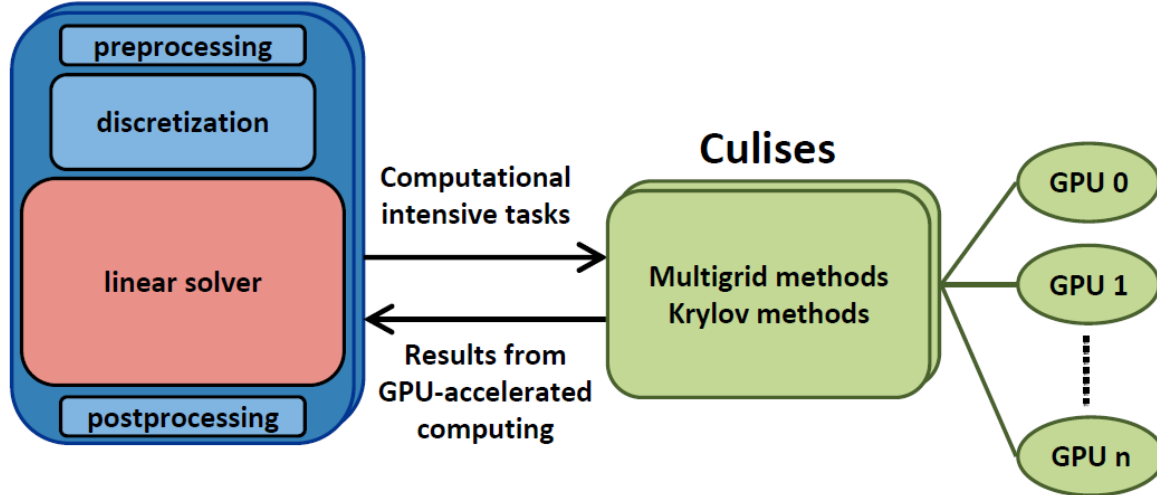 preprocessing
discretization
linear solver
postprocessing
Computational
intensive tasks
Results from
GPU-accelerated
computing
Culises
Multigrid methods
Krylov methods
GPU 0
GPU 1
GPU n